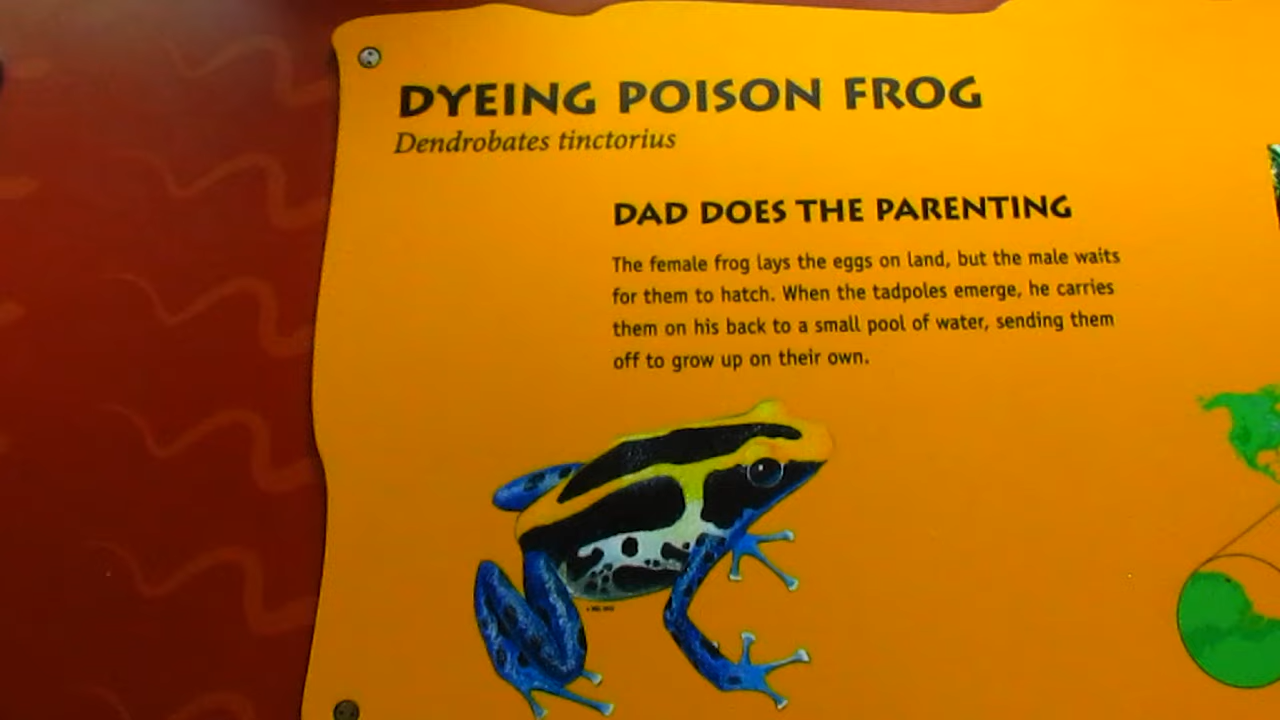 DYEING POISON FROG
Dendrobates tinctorius
DAD DOES THE PARENTING
The female frog lays the eggs on land, but the male waits
for them to hatch. When the tadpoles emerge, he carries
them on his back to a small pool of water, sending them
off to grow up on their own.